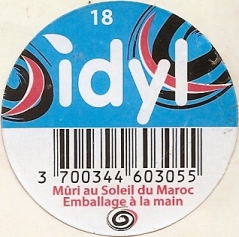 18
idyl
3 700344 603055
Mûri au Soleil du Maroc
Emballage à la main